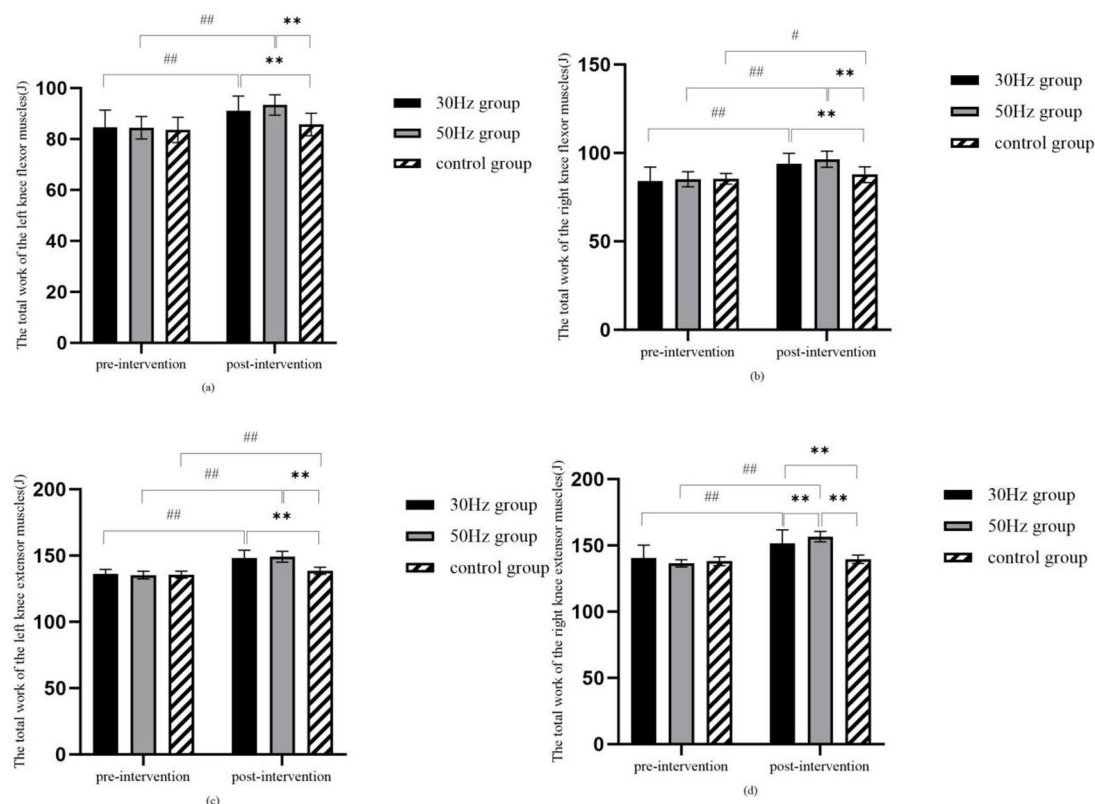 The total work of the left knee flexor muscles(J)
##
**
##
**
100
80
60
40
20
0
pre-intervention
post-intervention
30Hz group
50Hz group
control group
(a)
The total work of the right knee flexor muscles(J)
#
##
**
##
**
150
100
50
0
pre-intervention
post-intervention
30Hz group
50Hz group
control group
(b)
The total work of the left knee extensor muscles(J)
##
##
**
##
**
200
150
100
50
0
pre-intervention
post-intervention
30Hz group
50Hz group
control group
(c)
The total work of the right knee extensor muscles(J)
**
##
##
**
**
200
150
100
50
0
pre-intervention
post-intervention
30Hz group
50Hz group
control group
(d)